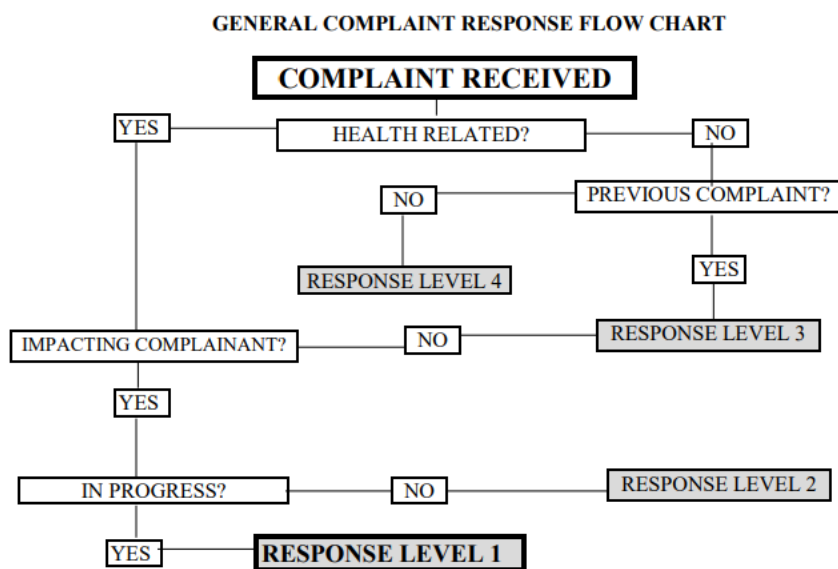 GENERAL COMPLAINT RESPONSE FLOW CHART
COMPLAINT RECEIVED
YES
HEALTH RELATED?
NO
NO
PREVIOUS COMPLAINT?
RESPONSE LEVEL 4
YES
IMPACTING COMPLAINANT?
NO
RESPONSE LEVEL 3
YES
IN PROGRESS?
NO
RESPONSE LEVEL 2
YES
RESPONSE LEVEL 1